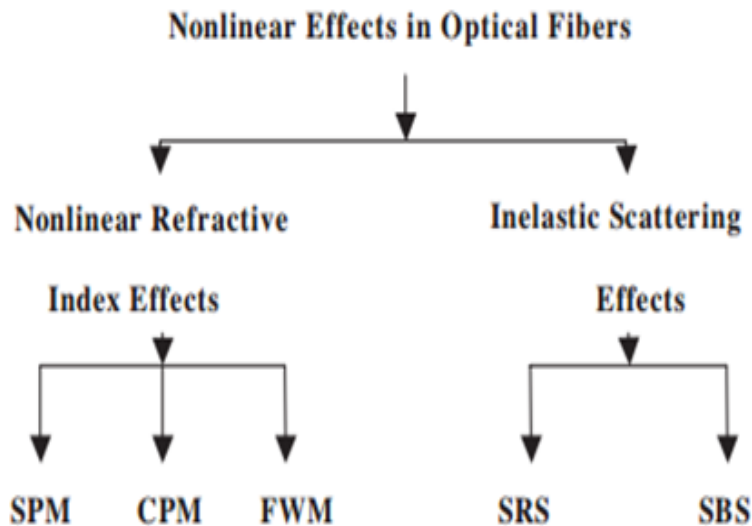 Nonlinear Effects in Optical Fibers
Nonlinear Refractive
Index Effects
Inelastic Scattering
Effects
SPM CPM FWM
SRS SBS